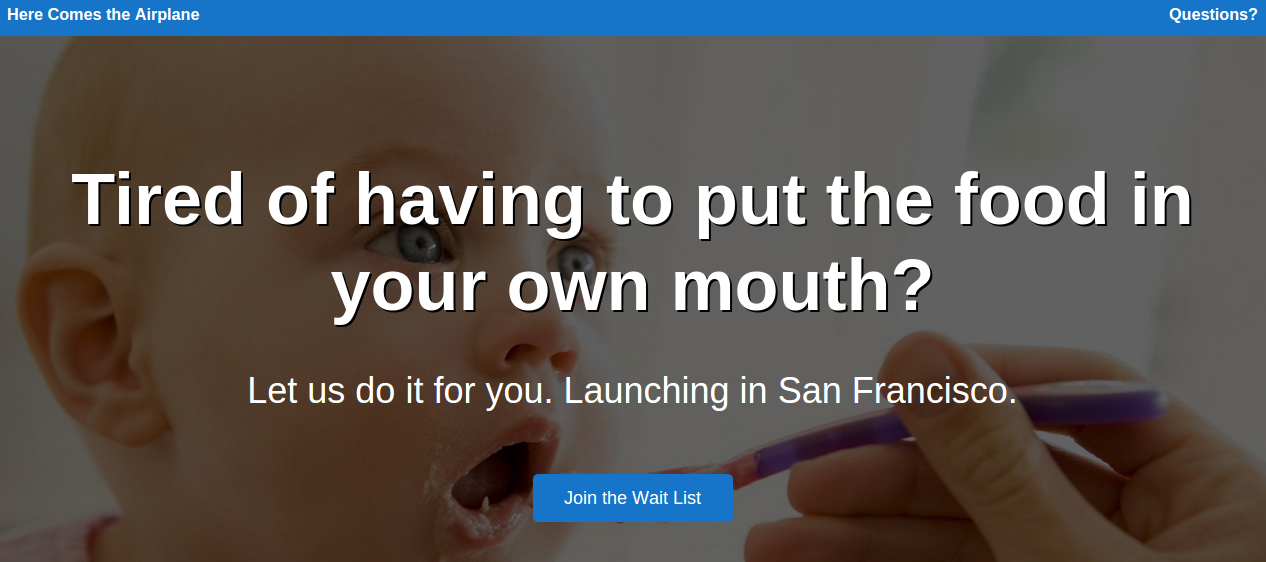 Here Comes the Airplane
Questions?
Tired of having to put the food in
your own mouth?
Let us do it for you. Launching in San Francisco.
Join the Wait List